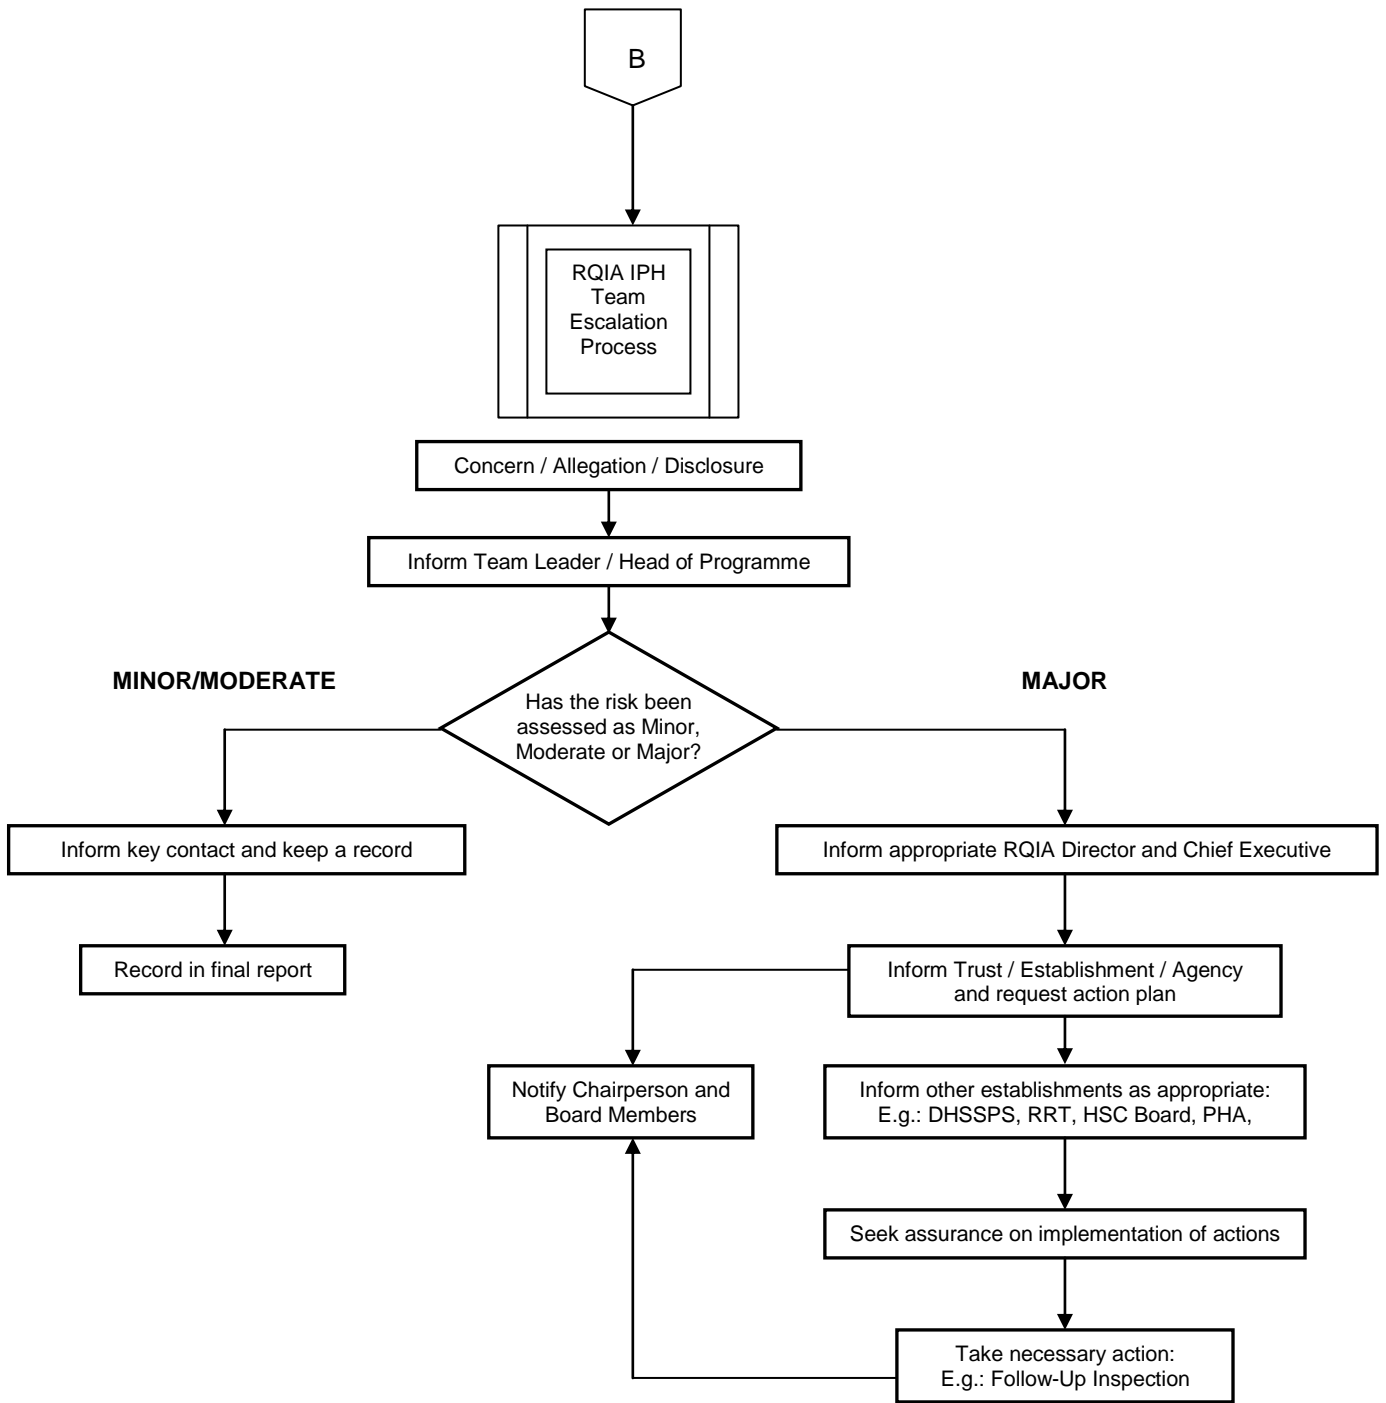 B
RQIA IPH
Team
Escalation
Process
Concern / Allegation / Disclosure
Inform Team Leader / Head of Programme
MINOR/MODERATE
MAJOR
Has the risk been
assessed as Minor,
Moderate or Major?
Inform key contact and keep a record
Inform appropriate RQIA Director and Chief Executive
Record in final report
Inform Trust / Establishment / Agency
and request action plan
Notify Chairperson and
Board Members
Inform other establishments as appropriate:
E.g.: DHSSPS, RRT, HSC Board, PHA,
Seek assurance on implementation of actions
Take necessary action:
E.g.: Follow-Up Inspection